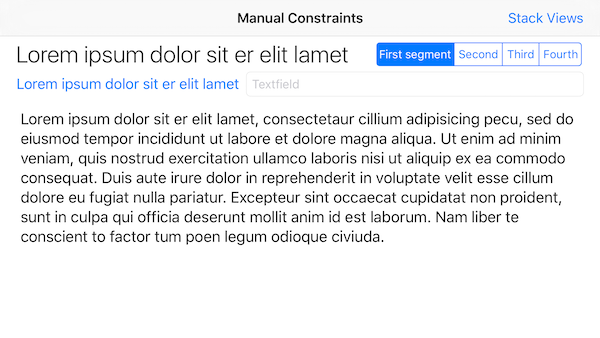 Manual Constraints Stack Views
Lorem ipsum dolor sit er elit lamet First segment Second Third Fourth
Lorem ipsum dolor sit er elit lamet Textfield
Lorem ipsum dolor sit er elit lamet, consectetaur cillium adipisicing pecu, sed do
eiusmod tempor incididunt ut labore et dolore magna aliqua. Ut enim ad minim
veniam, quis nostrud exercitation ullamco laboris nisi ut aliquip ex ea commodo
consequat. Duis aute irure dolor in reprehenderit in voluptate velit esse cillum
dolore eu fugiat nulla pariatur. Excepteur sint occaecat cupidatat non proident,
sunt in culpa qui officia deserunt mollit anim id est laborum. Nam liber te
conscient to factor tum poen legum odioque civiuda.